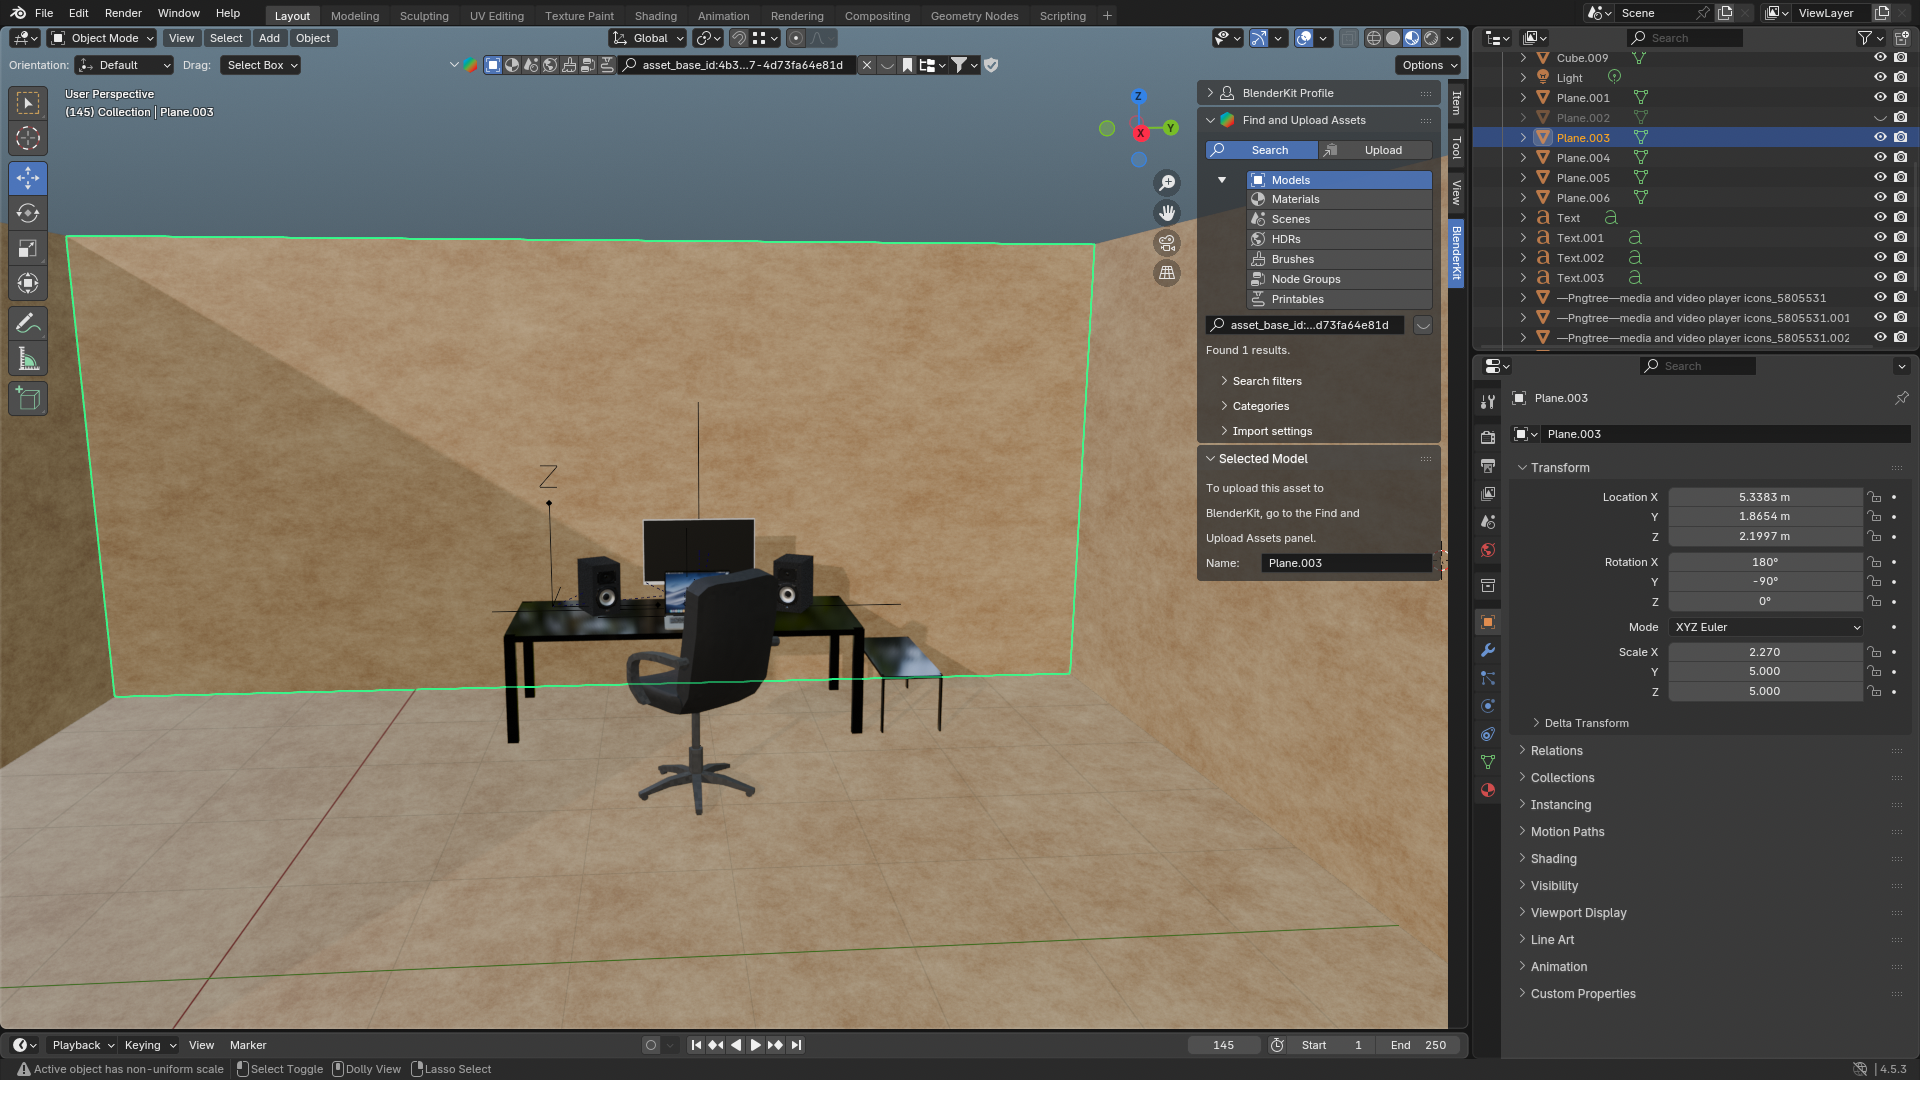 File Edit Render Window Help Layout Modeling Sculpting UV Editing Texture Paint Shading Animation Rendering Compositing Geometry Nodes Scripting + Scene ViewLayer
Object Mode View Select Add Object Global Search
Orientation: Default Drag: Select Box asset_base_id:4b3...7-4d73fa64e81d Options
User Perspective
(145) Collection | Plane.003
Z
Y
X
Z
BlenderKit Profile
Find and Upload Assets
Search Upload
Models
Materials
Scenes
HDRs
Brushes
Node Groups
Printables
asset_base_id:...d73fa64e81d
Found 1 results.
Search filters
Categories
Import settings
Selected Model
To upload this asset to
BlenderKit, go to the Find and
Upload Assets panel.
Name: Plane.003
Item
Tool
View
BlenderKit
Cube.009
Light
Plane.001
Plane.002
Plane.003
Plane.004
Plane.005
Plane.006
Text
Text.001
Text.002
Text.003
—Pngtree—media and video player icons_5805531
—Pngtree—media and video player icons_5805531.001
—Pngtree—media and video player icons_5805531.002
Search
Plane.003
Plane.003
Transform
Location X 5.3383 m
Y 1.8654 m
Z 2.1997 m
Rotation X 180°
Y -90°
Z 0°
Mode XYZ Euler
Scale X 2.270
Y 5.000
Z 5.000
Delta Transform
Relations
Collections
Instancing
Motion Paths
Shading
Visibility
Viewport Display
Line Art
Animation
Custom Properties
Playback Keying View Marker 145 Start 1 End 250
Active object has non-uniform scale Select Toggle Dolly View Lasso Select 4.5.3